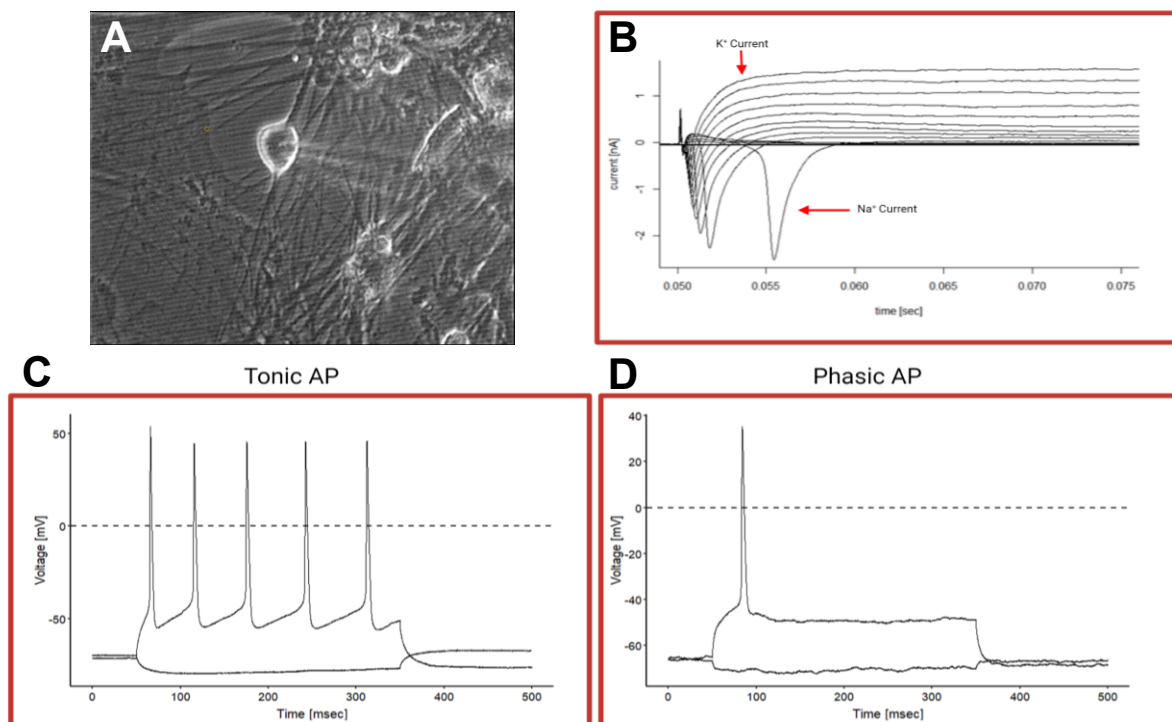 A
B
K⁺ Current
1
0
-1
-2
current [nA]
Na⁺ Current
0.050 0.055 0.060 0.065 0.070 0.075
time [sec]
C
Tonic AP
50
0
-50
Voltage [mV]
0 100 200 300 400 500
Time [msec]
D
Phasic AP
40
20
0
-20
-40
-60
Voltage [mV]
0 100 200 300 400 500
Time [msec]